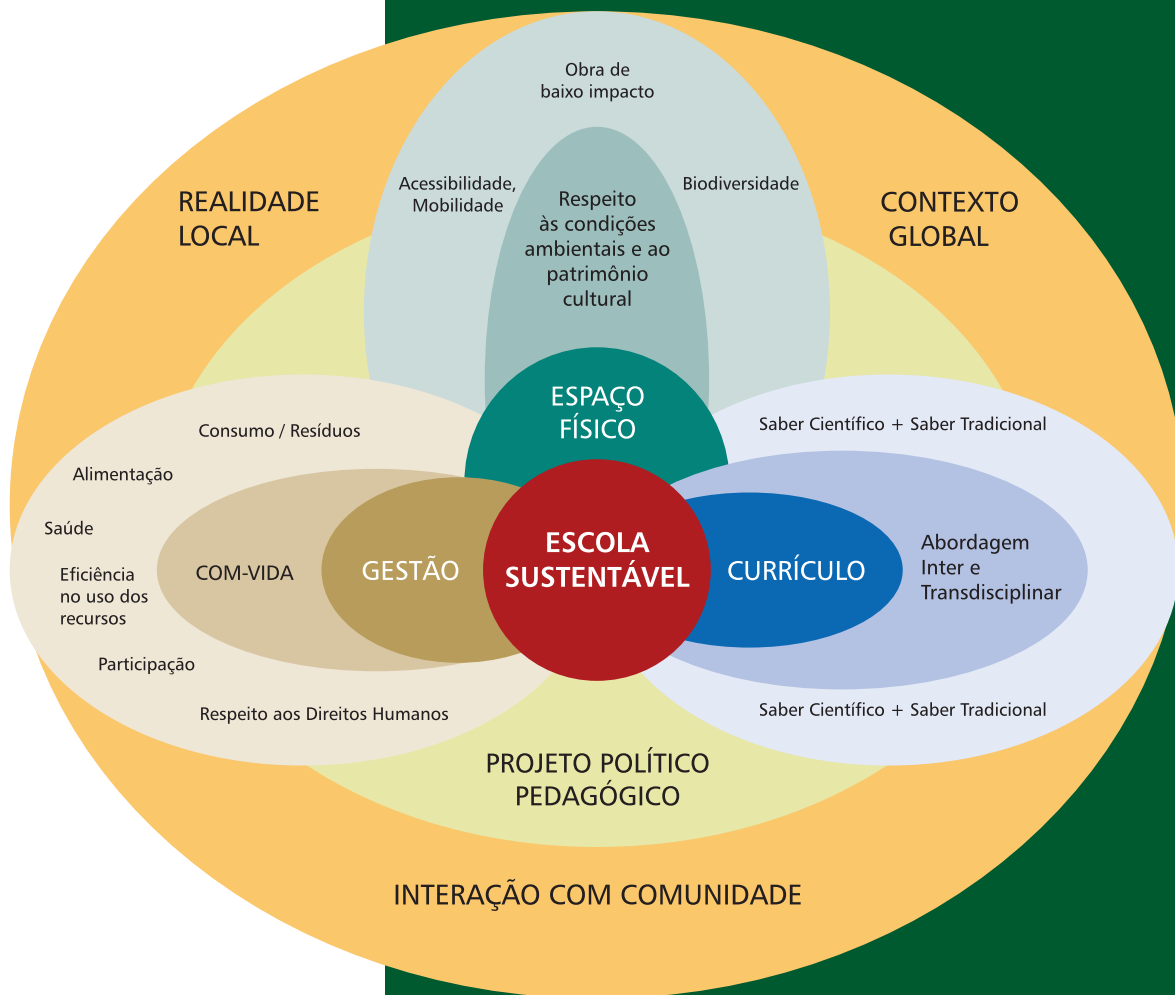 Obra de
baixo impacto
Acessibilidade,
Mobilidade
Biodiversidade
Respeito
às condições
ambientais e ao
patrimônio
cultural
REALIDADE
LOCAL
CONTEXTO
GLOBAL
ESPAÇO
FÍSICO
Consumo / Resíduos
Alimentação
Saúde
Eficiência
no uso dos
recursos
Participação
Respeito aos Direitos Humanos
COM-VIDA
GESTÃO
ESCOLA
SUSTENTÁVEL
CURRÍCULO
Abordagem
Inter e
Transdisciplinar
Saber Científico + Saber Tradicional
Saber Científico + Saber Tradicional
PROJETO POLÍTICO
PEDAGÓGICO
INTERAÇÃO COM COMUNIDADE